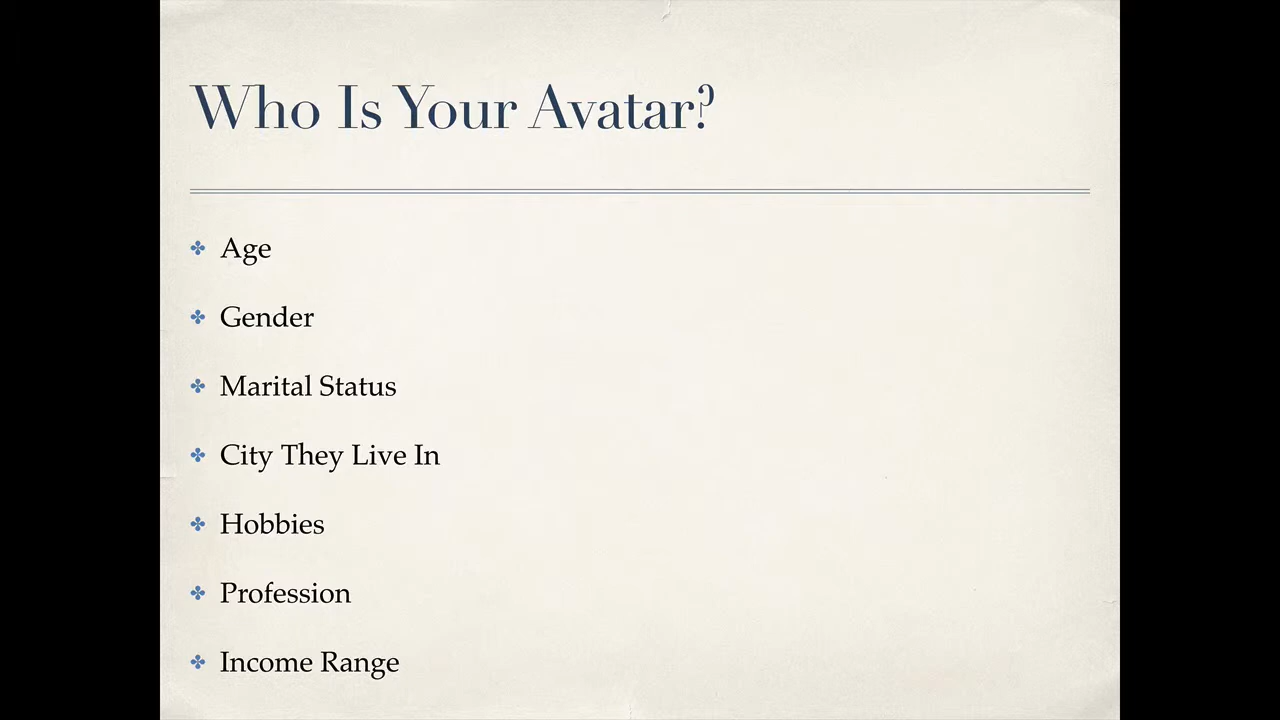 Who Is Your Avatar?
Age
Gender
Marital Status
City They Live In
Hobbies
Profession
Income Range